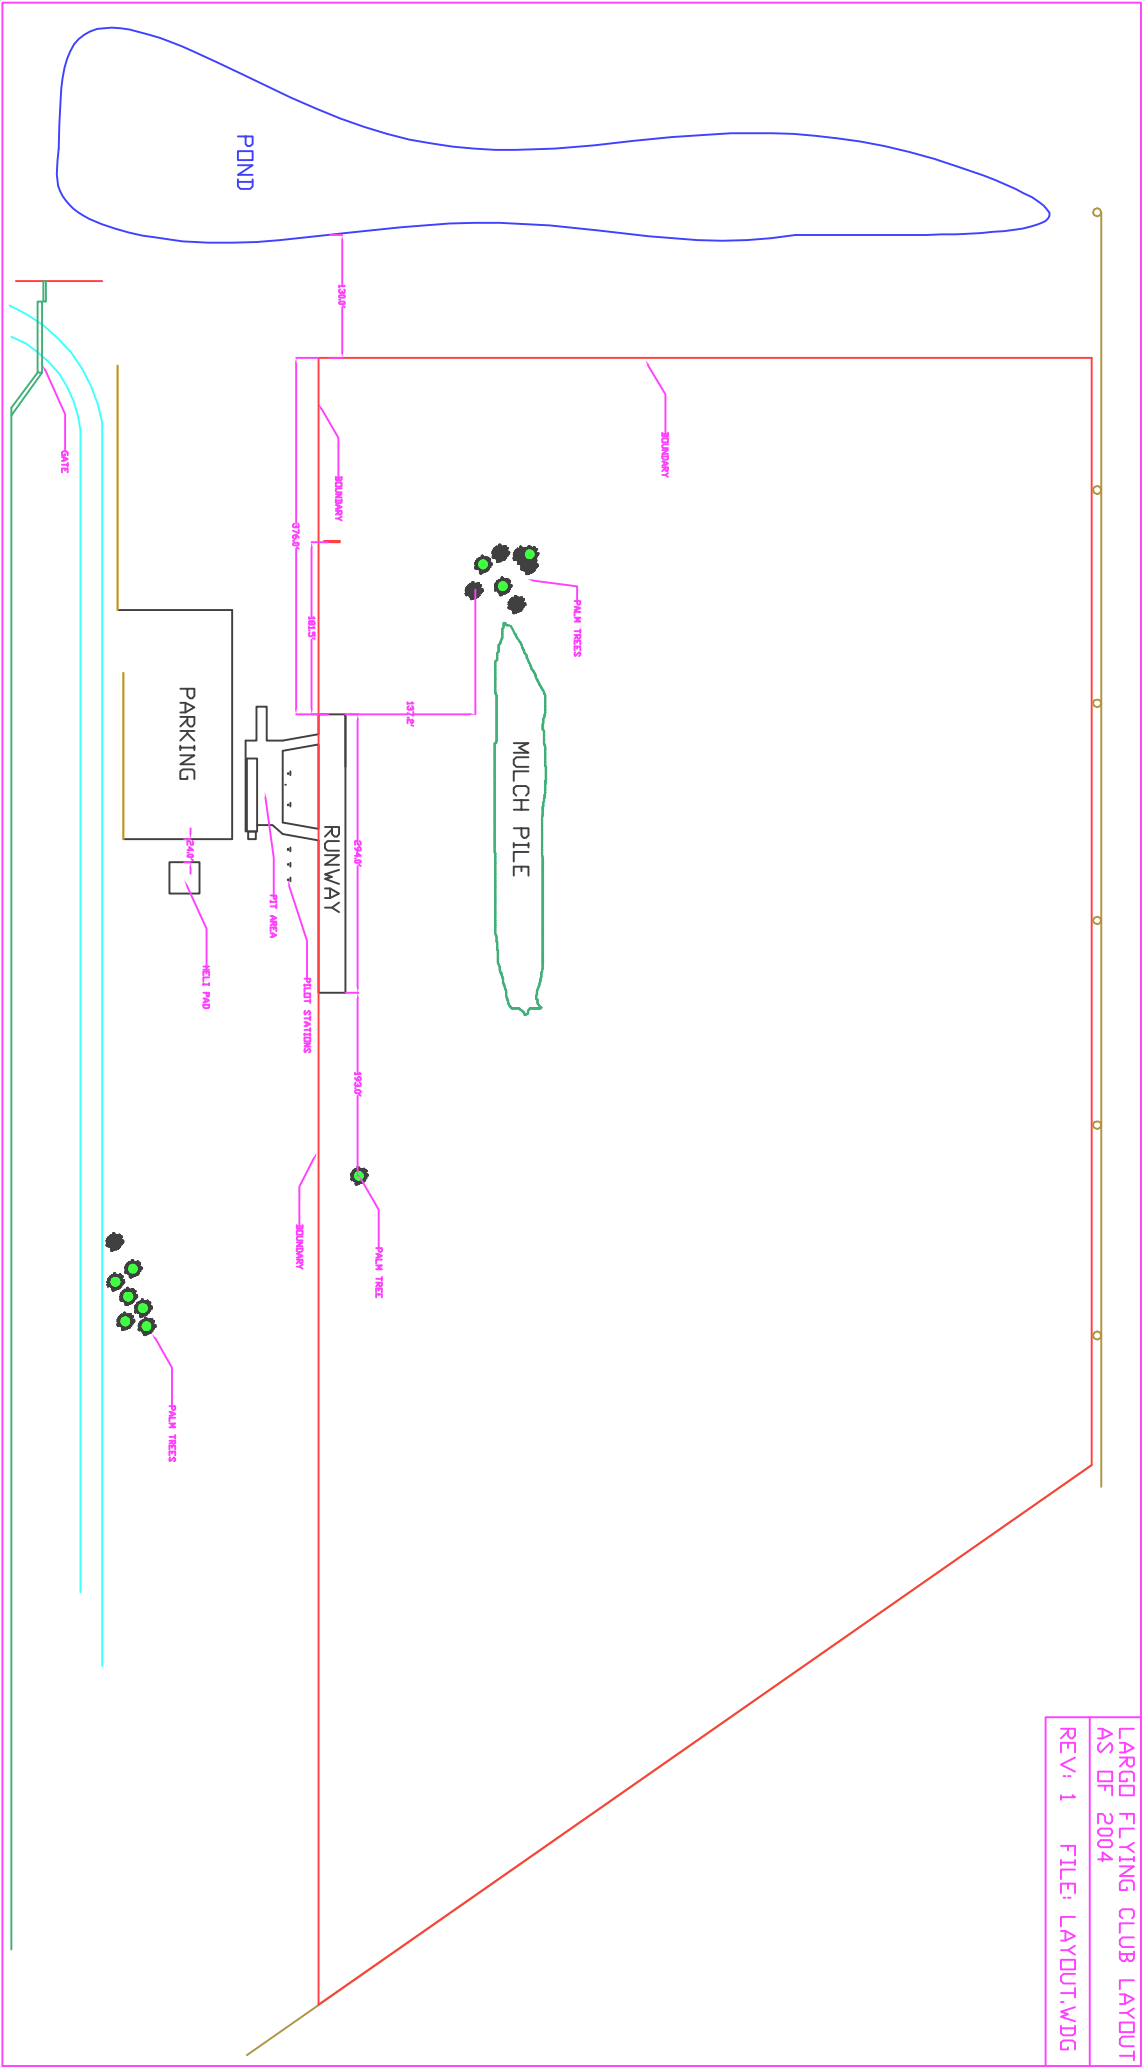 LARGO FLYING CLUB LAYOUT
AS OF 2004
REV: 1 FILE: LAYOUT.WDG
POND
130.0'
BOUNDARY
GATE
BOUNDARY
376.0'
181.5'
PALM TREES
137.2'
MULCH PILE
PARKING
RUNWAY
294.0'
24.0'
PIT AREA
HELI PAD
PILOT STATIONS
193.0'
BOUNDARY
PALM TREE
PALM TREES